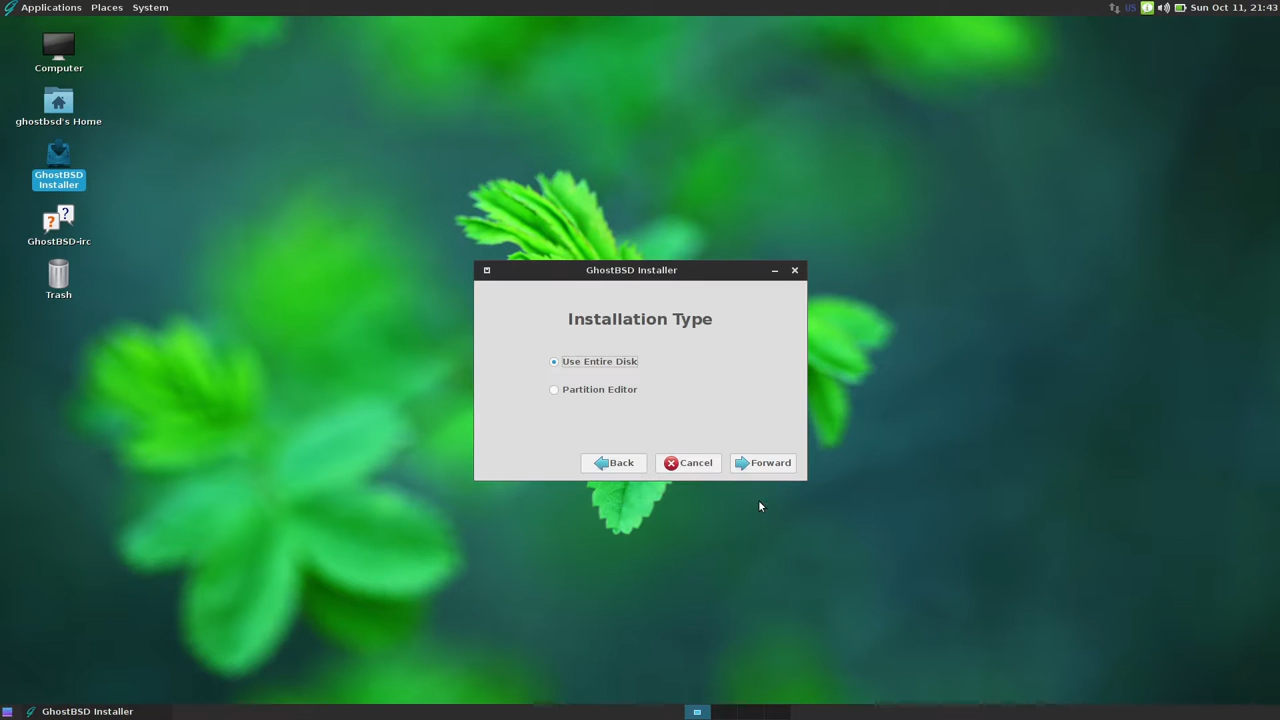 Applications Places System
US
Sun Oct 11, 21:43
Computer
ghostbsd's Home
GhostBSD
Installer
GhostBSD-irc
Trash
GhostBSD Installer
Installation Type
Use Entire Disk
Partition Editor
Back Cancel Forward
GhostBSD Installer